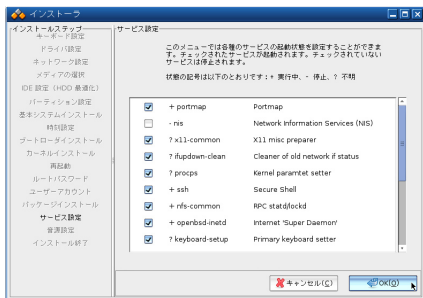 インストーラ
インストールステップ
キーボード設定
ドライバ設定
ネットワーク設定
メディアの選択
IDE 設定（HDD 最適化）
パーティション設定
基本システムインストール
時刻設定
ブートローダインストール
カーネルインストール
再起動
ルートパスワード
ユーザーアカウント
パッケージインストール
サービス設定
音源設定
インストール終了
サービス設定
このメニューでは各種のサービスの起動状態を設定することができま
す。チェックされたサービスが起動されます。チェックされていない
サービスは停止されます。
状態の記号は以下のとおりです：+ 実行中、- 停止、? 不明
+ portmap Portmap
- nis Network Information Services (NIS)
? x11-common X11 misc preparer
? ifupdown-clean Cleaner of old network if status
? procps Kernel paramtet setter
+ ssh Secure Shell
+ nfs-common RPC statd/lockd
+ openbsd-inetd Internet 'Super Daemon'
? keyboard-setup Primary keyboard setter
キャンセル(C)
OK(O)